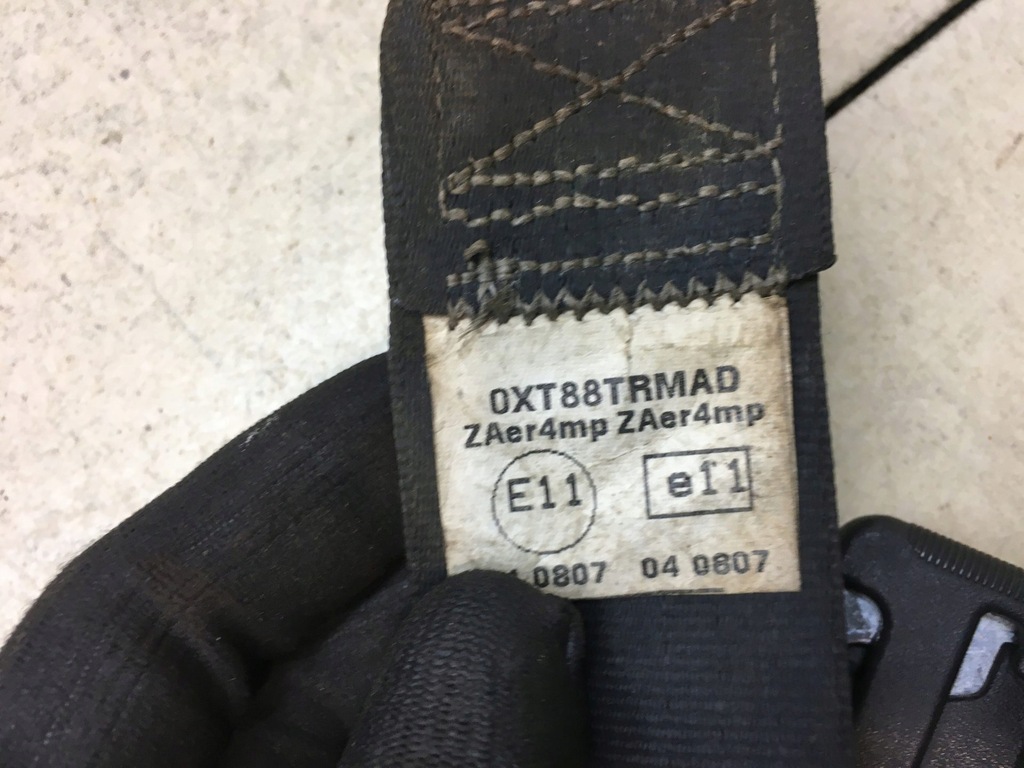 0XT88TRMAD
ZAer4mp ZAer4mp
E11 e11
0807 04 0807